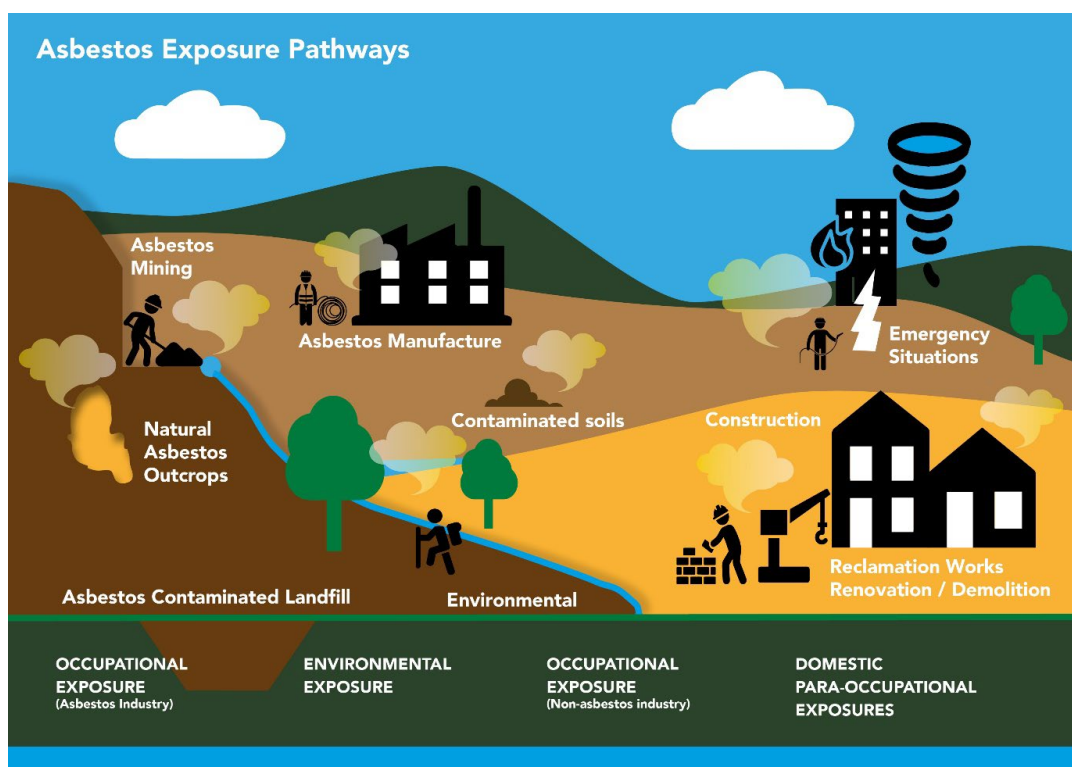 Asbestos Exposure Pathways
Asbestos
Mining
Asbestos Manufacture
Emergency
Situations
Natural
Asbestos
Outcrops
Contaminated soils
Construction
Reclamation Works
Renovation / Demolition
Asbestos Contaminated Landfill
Environmental
OCCUPATIONAL
EXPOSURE
(Asbestos Industry)
ENVIRONMENTAL
EXPOSURE
OCCUPATIONAL
EXPOSURE
(Non-asbestos industry)
DOMESTIC
PARA-OCCUPATIONAL
EXPOSURES